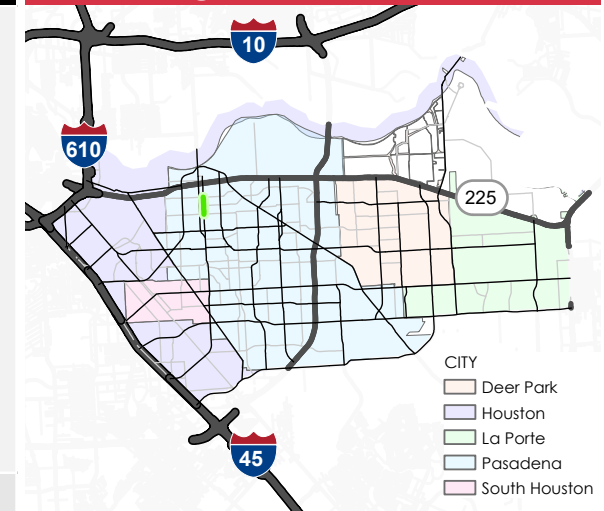 10
610
225
CITY
Deer Park
Houston
La Porte
Pasadena
South Houston
45